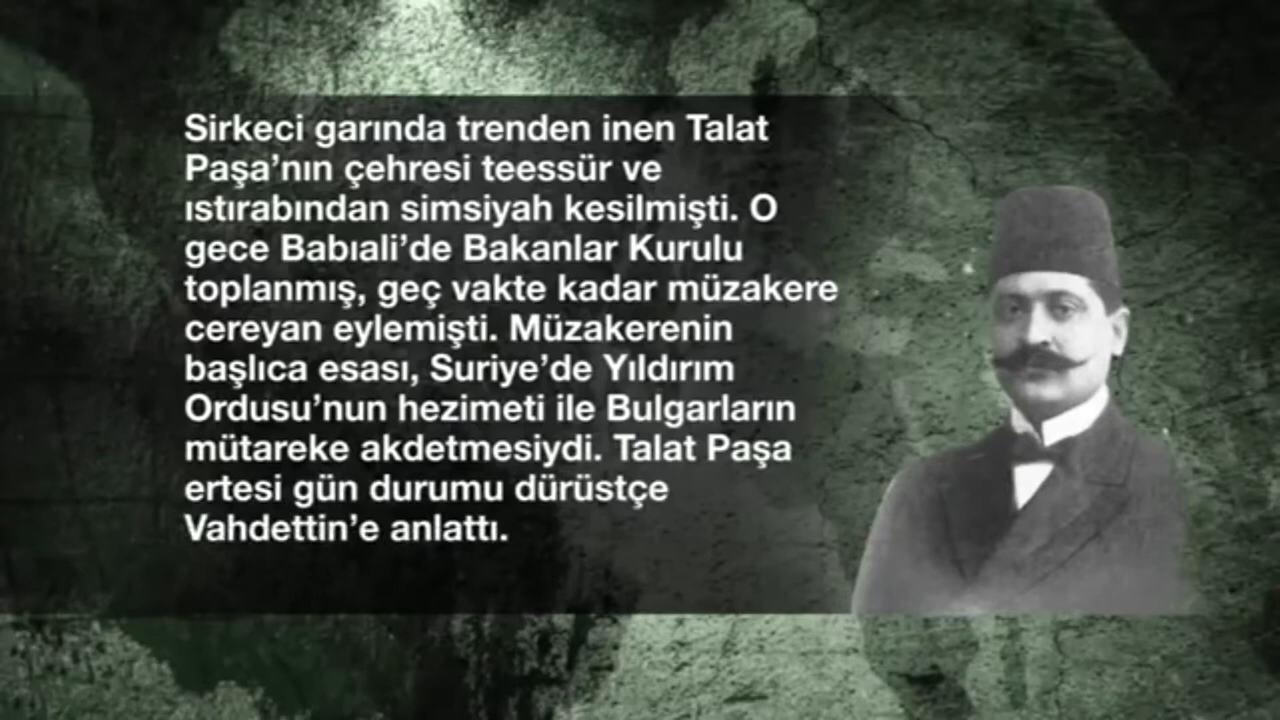 Sirkeci garında trenden inen Talat
Paşa’nın çehresi teessür ve
ıstırabından simsiyah kesilmişti. O
gece Babıali’de Bakanlar Kurulu
toplanmış, geç vakte kadar müzakere
cereyan eylemişti. Müzakerenin
başlıca esası, Suriye’de Yıldırım
Ordusu’nun hezimeti ile Bulgarların
mütareke akdetmesiydi. Talat Paşa
ertesi gün durumu dürüstçe
Vahdettin’e anlattı.